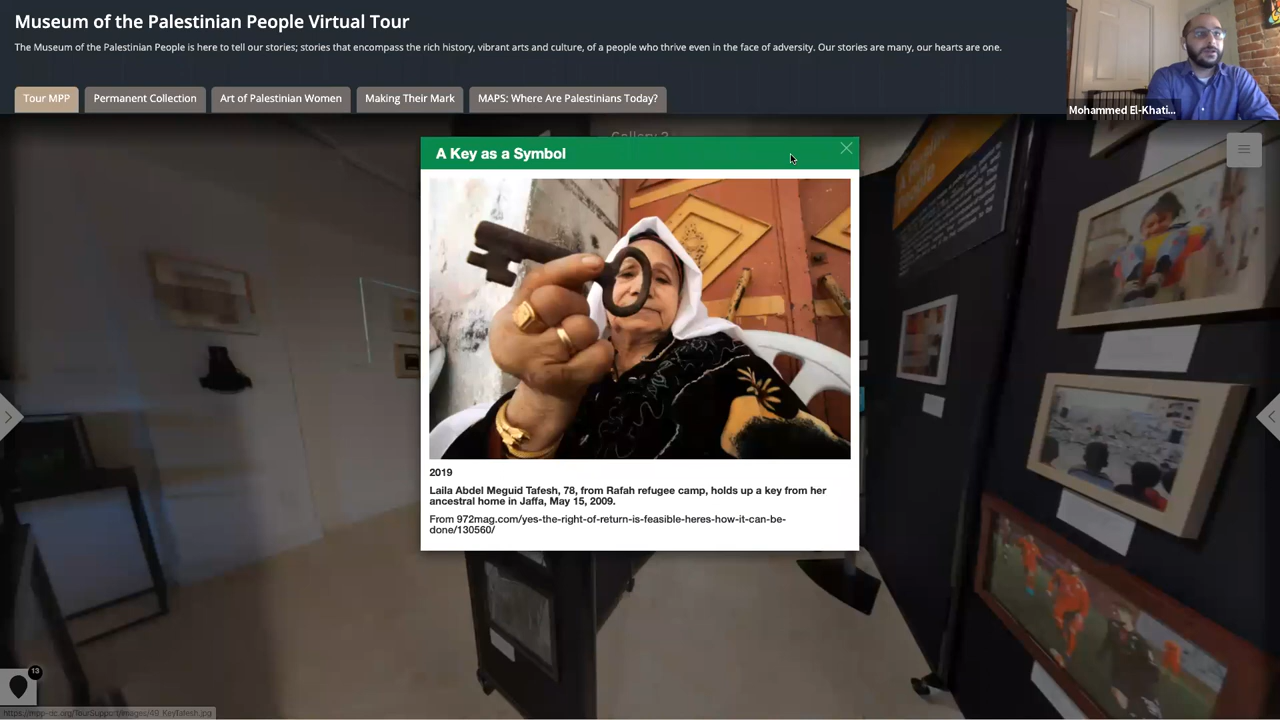 Museum of the Palestinian People Virtual Tour
The Museum of the Palestinian People is here to tell our stories; stories that encompass the rich history, vibrant arts and culture, of a people who thrive even in the face of adversity. Our stories are many, our hearts are one.
Tour MPP
Permanent Collection
Art of Palestinian Women
Making Their Mark
MAPS: Where Are Palestinians Today?
Mohammed El-Khati...
Gallery 2
A Key as a Symbol
2019
Laila Abdel Meguid Tafesh, 78, from Rafah refugee camp, holds up a key from her
ancestral home in Jaffa, May 15, 2009.
From 972mag.com/yes-the-right-of-return-is-feasible-heres-how-it-can-be-
done/130560/
13